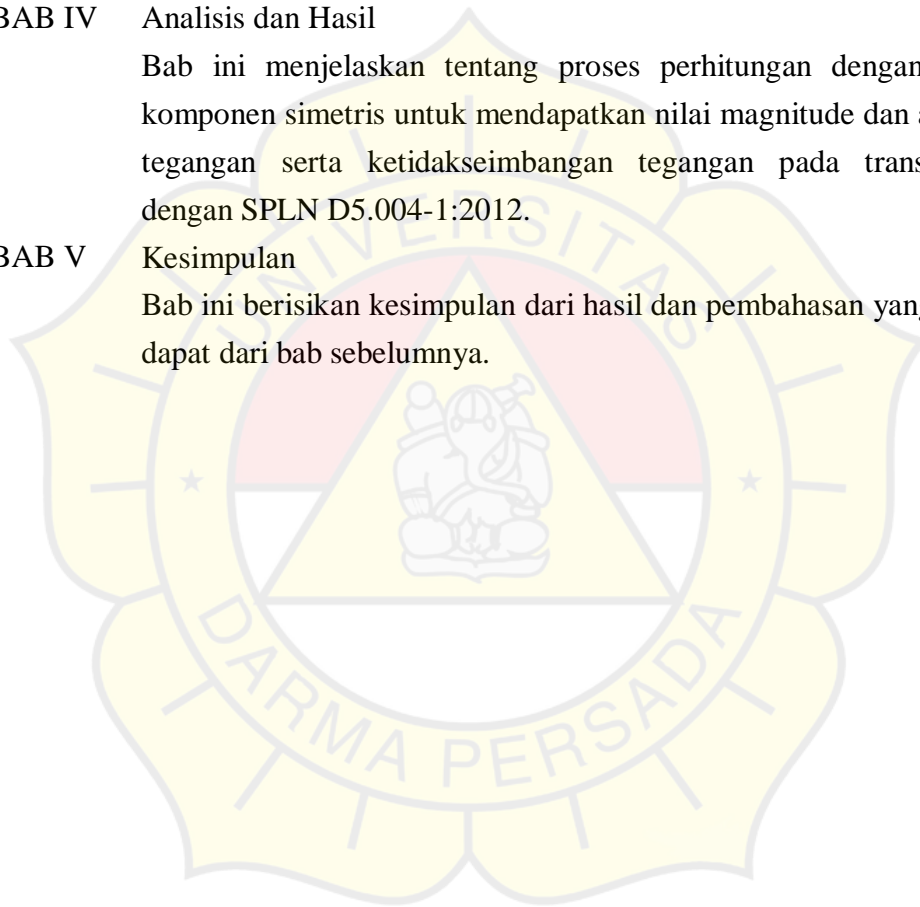 BAB IV Analisis dan Hasil
Bab ini menjelaskan tentang proses perhitungan dengan
komponen simetris untuk mendapatkan nilai magnitude dan
tegangan serta ketidakseimbangan tegangan pada
dengan SPLN D5.004-1:2012.
BAB V Kesimpulan
Bab ini berisikan kesimpulan dari hasil dan pembahasan
dapat dari bab sebelumnya.
UNIVERSITAS
DARMA PERSADA